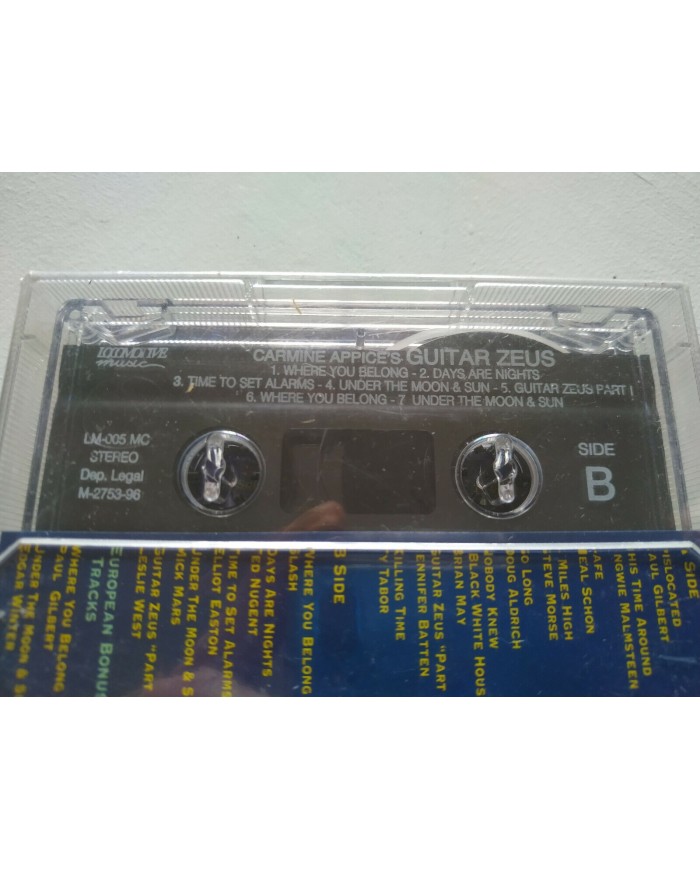 LOCOMOTIVE
music
CARMINE APPICE'S GUITAR ZEUS
1. WHERE YOU BELONG - 2. DAYS ARE NIGHTS
3. TIME TO SET ALARMS - 4. UNDER THE MOON & SUN - 5. GUITAR ZEUS PART I
6. WHERE YOU BELONG - 7 UNDER THE MOON & SUN
LM-005 MC
STEREO
Dep. Legal
M-2753-96
SIDE
B
SIDE
DISLOCATED
PAUL GILBERT
THIS TIME AROUND
YNGWIE MALMSTEEN
SAFE
NEAL SCHON
4 MILES HIGH
STEVE MORSE
SO LONG
DOUG ALDRICH
NOBODY KNEW
"BLACK WHITE HOUS
BRIAN MAY
GUITAR ZEUS "PART
JENNIFER BATTEN
KILLING TIME
TY TABOR
B SIDE
WHERE YOU BELONG
SLASH
DAYS ARE NIGHTS
TED NUGENT
TIME TO SET ALARMS
ELLIOT EASTON
UNDER THE MOON & S
MICK MARS
GUITAR ZEUS "PART
LESLIE WEST
EUROPEAN BONUS
TRACKS
WHERE YOU BELONG
PAUL GILBERT
UNDER THE MOON & S
EDGAR WINTER